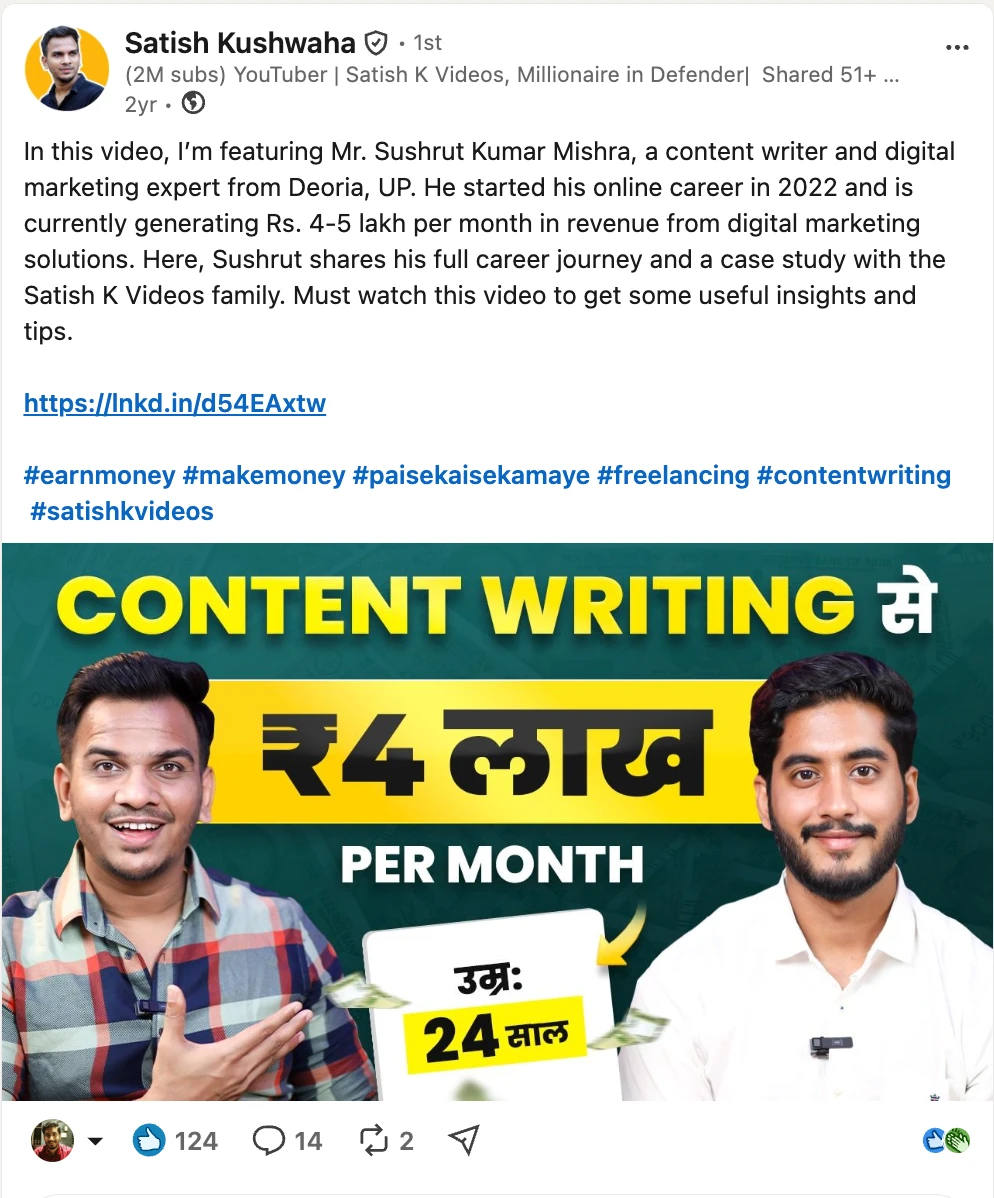 Satish Kushwaha • 1st
(2M subs) YouTuber | Satish K Videos, Millionaire in Defender| Shared 51+ ...
2yr •
In this video, I’m featuring Mr. Sushrut Kumar Mishra, a content writer and digital
marketing expert from Deoria, UP. He started his online career in 2022 and is
currently generating Rs. 4-5 lakh per month in revenue from digital marketing
solutions. Here, Sushrut shares his full career journey and a case study with the
Satish K Videos family. Must watch this video to get some useful insights and
tips.
https://lnkd.in/d54EAxtw
#earnmoney #makemoney #paisekaisekamaye #freelancing #contentwriting
#satishkvideos
CONTENT WRITING से
₹4 लाख
PER MONTH
उम्र:
24 साल
124 14 2